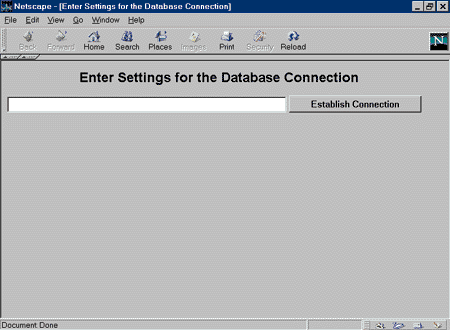 Netscape - [Enter Settings for the Database Connection]
File Edit View Go Window Help
Back Forward Home Search Places Images Print Security Reload
N
Enter Settings for the Database Connection
Establish Connection
Document Done